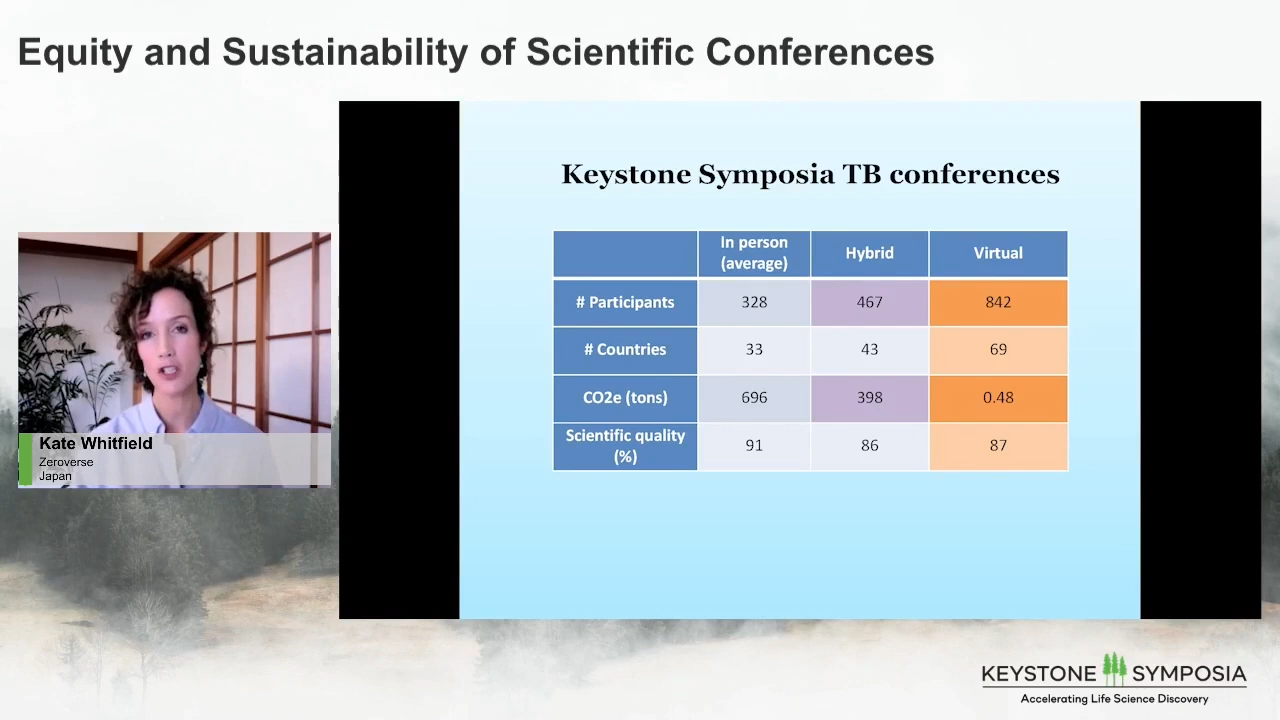 Equity and Sustainability of Scientific Conferences
Keystone Symposia TB conferences
In person (average) Hybrid Virtual
# Participants 328 467 842
# Countries 33 43 69
CO2e (tons) 696 398 0.48
Scientific quality (%) 91 86 87
Kate Whitfield
Zeroverse
Japan
KEYSTONE SYMPOSIA
Accelerating Life Science Discovery